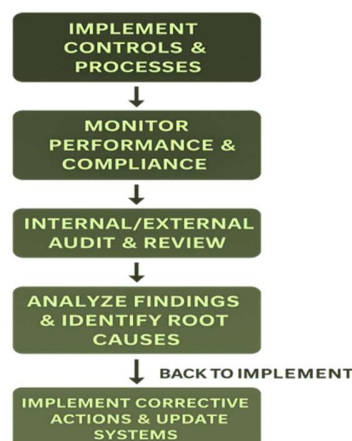 IMPLEMENT
CONTROLS &
PROCESSES
MONITOR
PERFORMANCE &
COMPLIANCE
INTERNAL/EXTERNAL
AUDIT & REVIEW
ANALYZE FINDINGS
& IDENTIFY ROOT
CAUSES
BACK TO IMPLEMENT
IMPLEMENT CORRECTIVE
ACTIONS & UPDATE
SYSTEMS